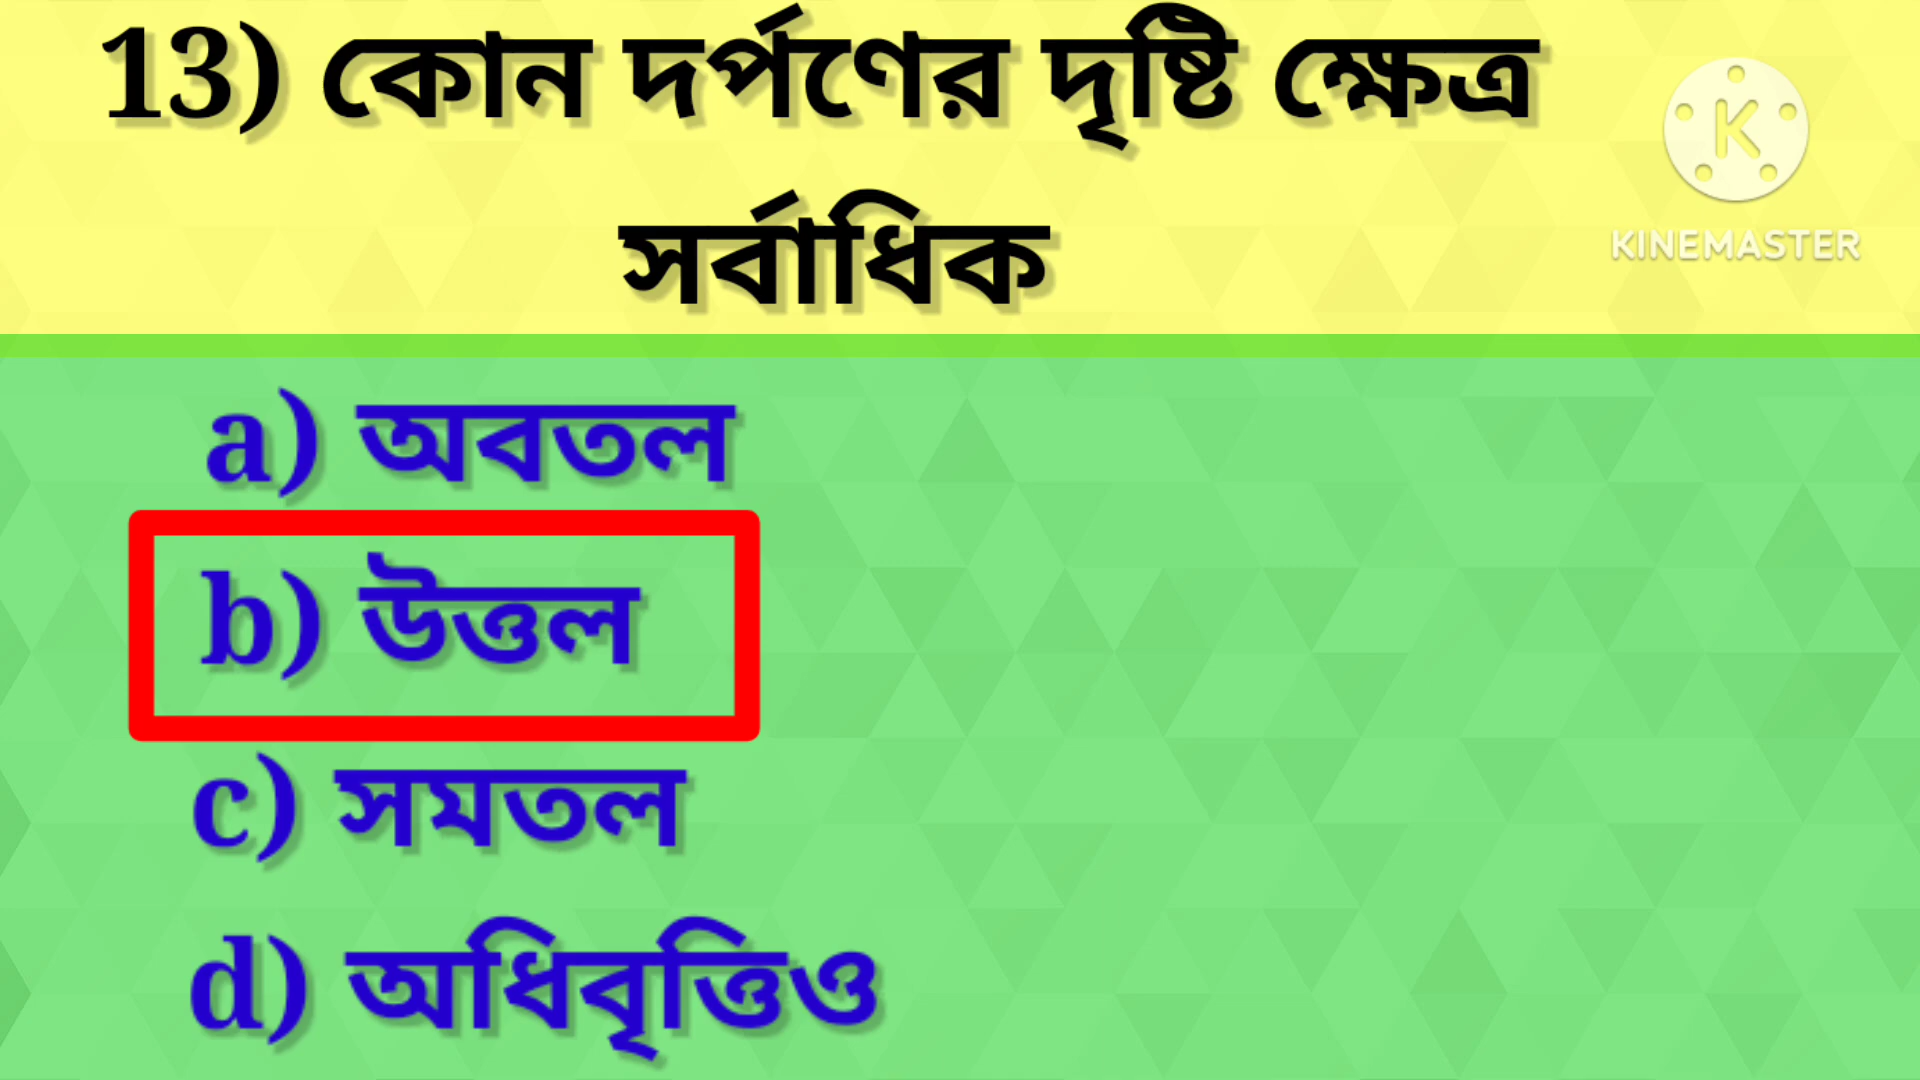 13) কোন দর্পণের দৃষ্টি ক্ষেত্র
সর্বাধিক
KINEMASTER
a) অবতল
b) উত্তল
c) সমতল
d) অধিবৃত্তিও